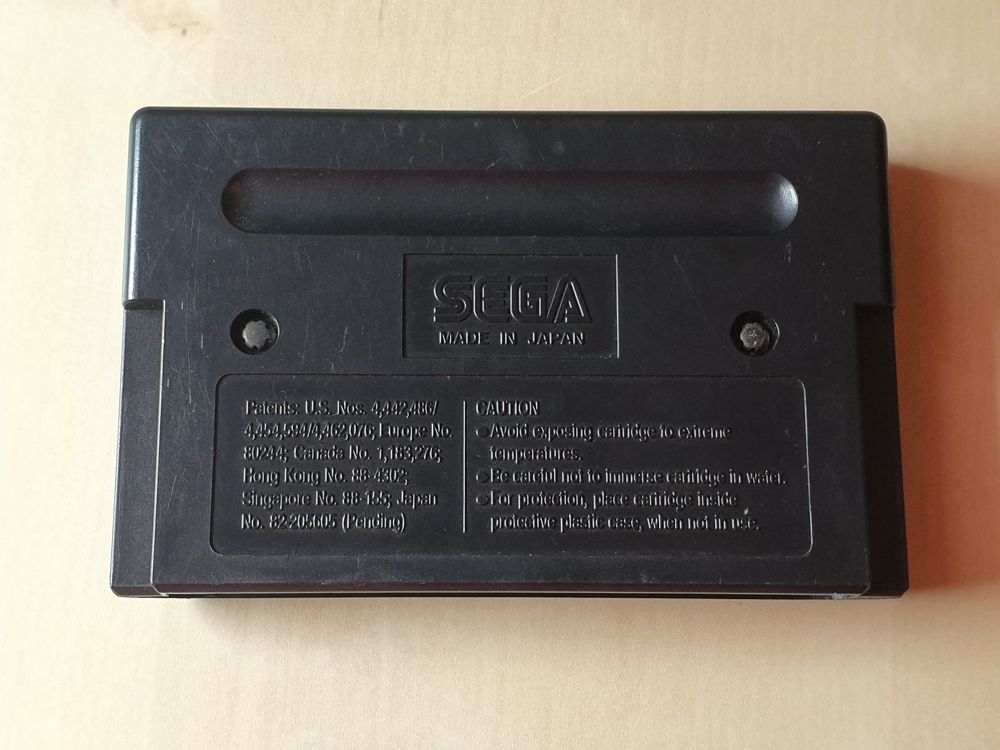 SEGA
MADE IN JAPAN
Patents: U.S. Nos. 4,442,486/
4,454,594/4,462,076; Europe No.
80244; Canada No. 1,183,276;
Hong Kong No. 88-4302;
Singapore No. 88-155; Japan
No. 82-205605 (Pending)
CAUTION
● Avoid exposing cartridge to extreme
temperatures.
● Be careful not to immerse cartridge in water.
● For protection, place cartridge inside
protective plastic case, when not in use.